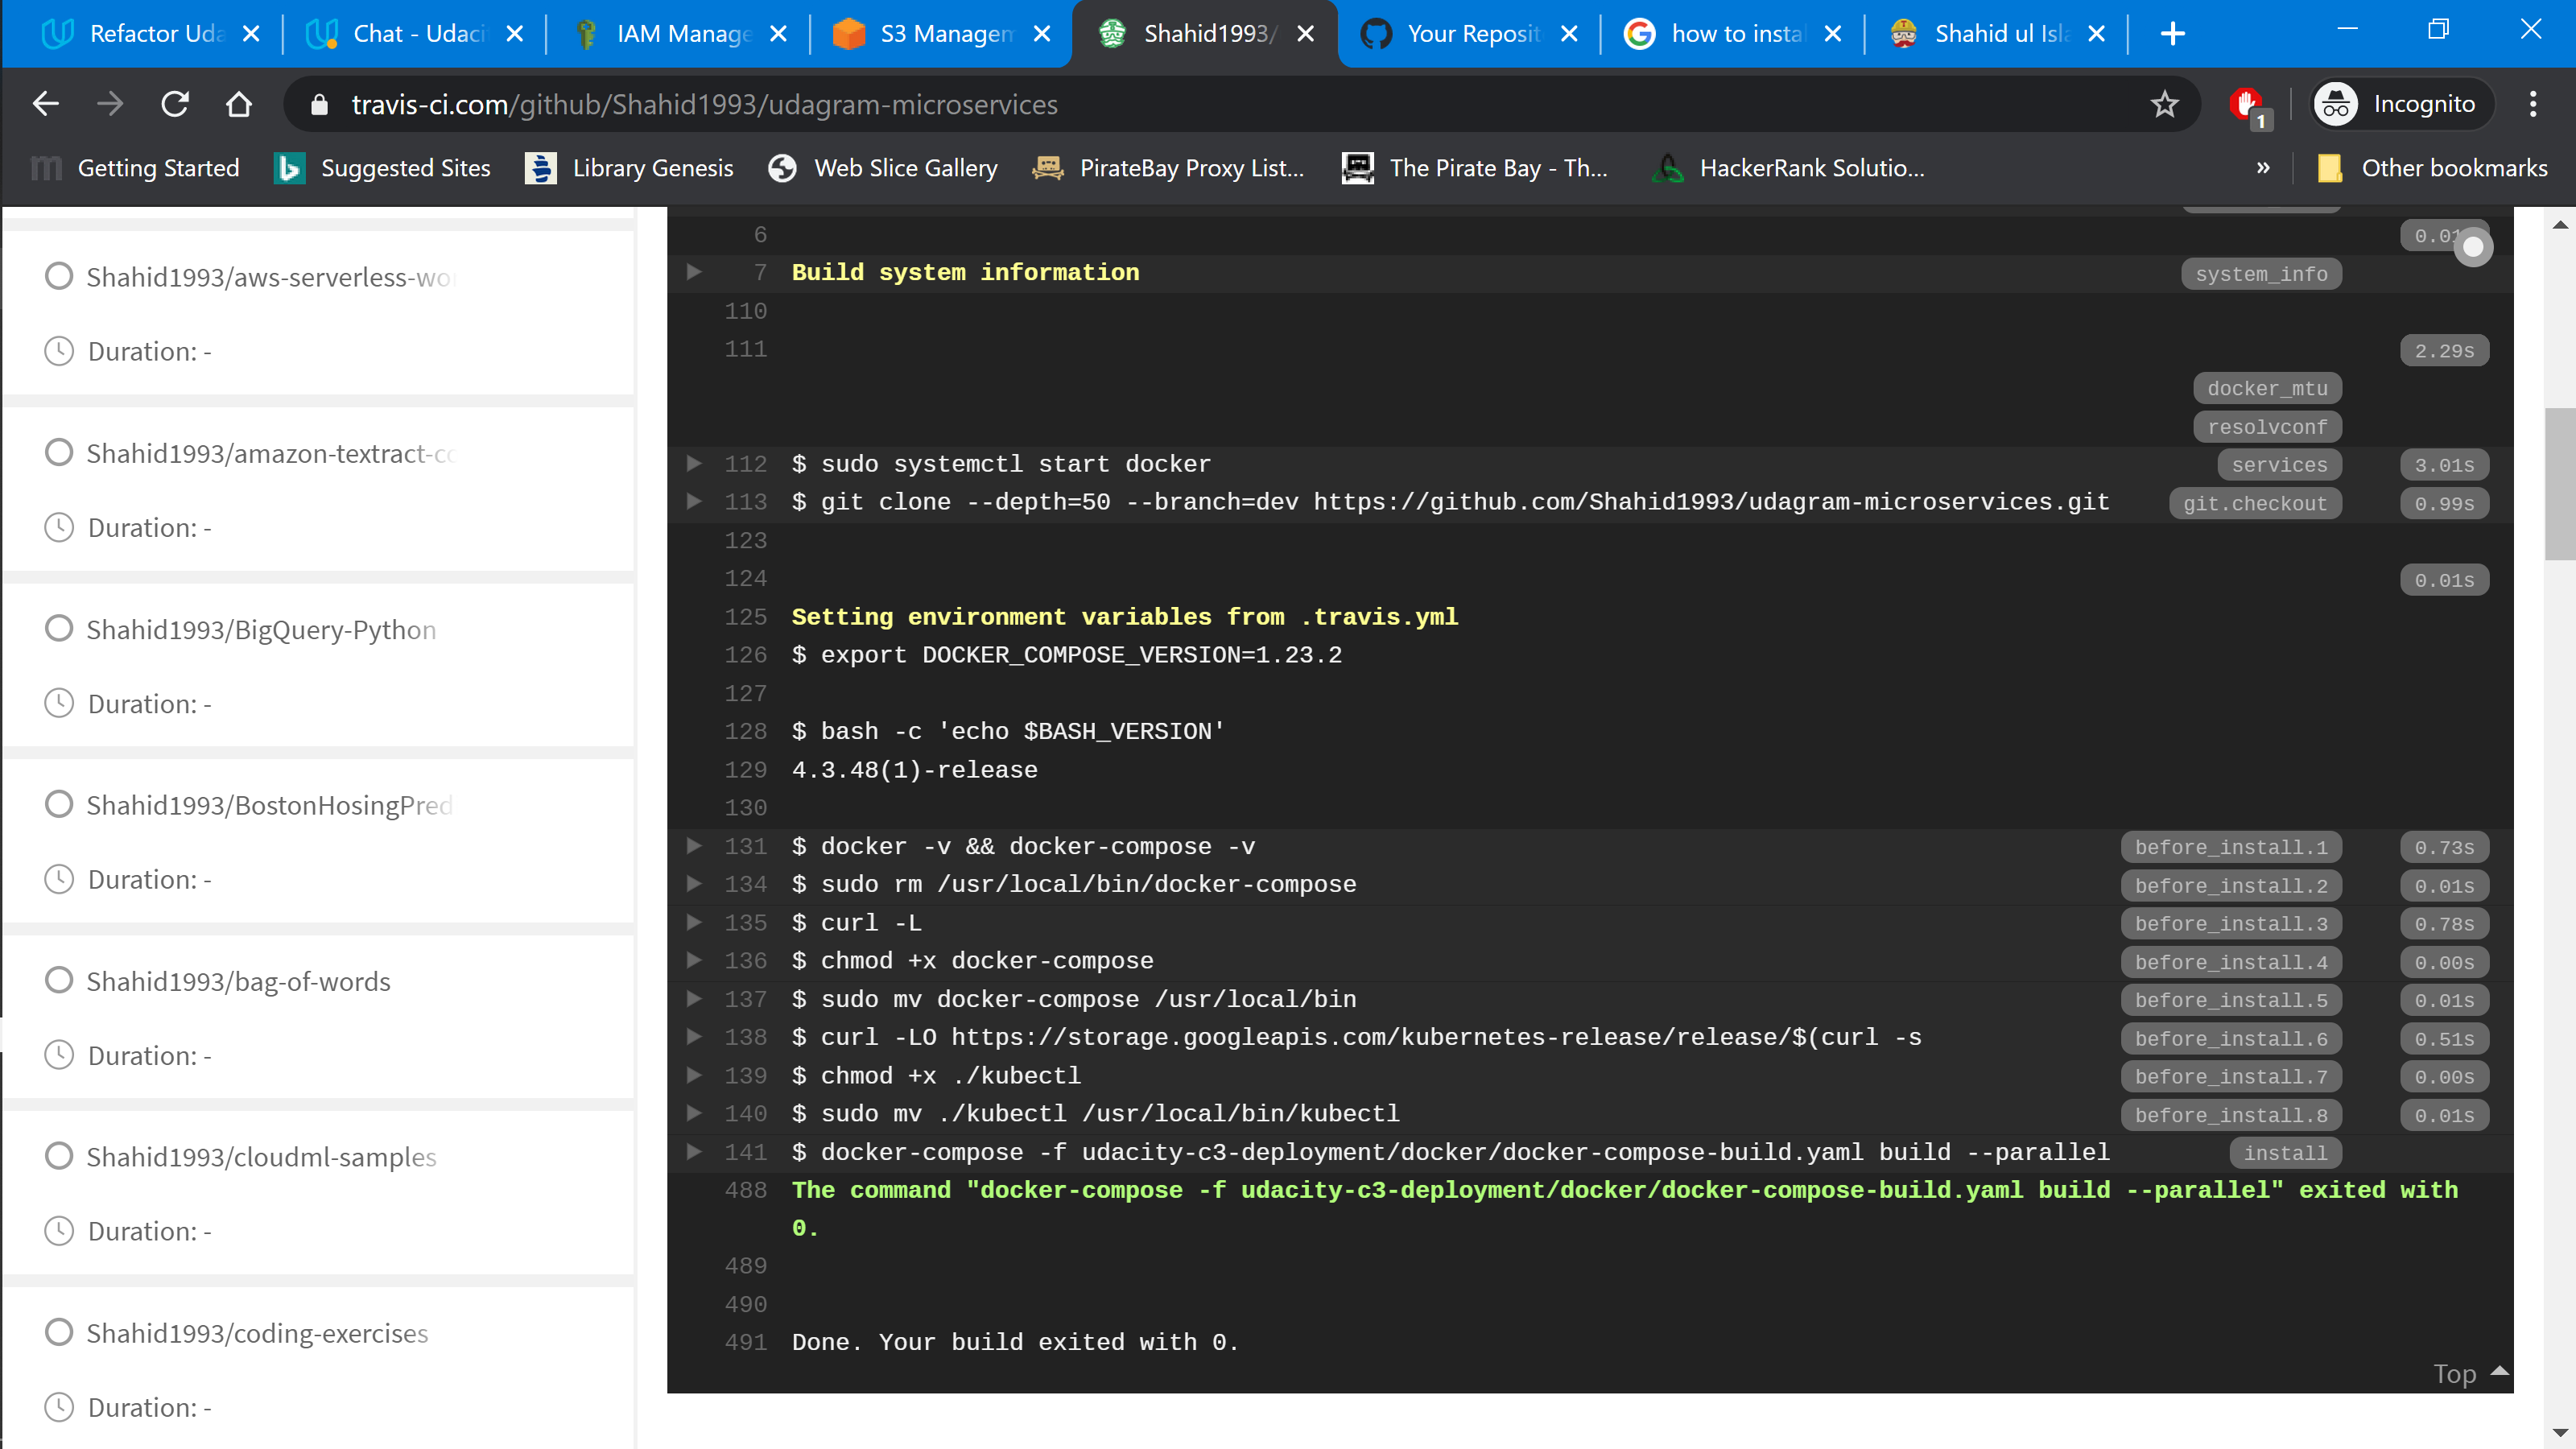 Refactor Uda
Chat - Udaci
IAM Manage
S3 Managem
Shahid1993/
Your Reposit
how to insta
Shahid ul Isla
travis-ci.com/github/Shahid1993/udagram-microservices
1
Incognito
Getting Started
Suggested Sites
Library Genesis
Web Slice Gallery
PirateBay Proxy List...
The Pirate Bay - Th...
HackerRank Solutio...
»
Other bookmarks
Shahid1993/aws-serverless-wor
Duration: -
Shahid1993/amazon-textract-co
Duration: -
Shahid1993/BigQuery-Python
Duration: -
Shahid1993/BostonHosingPred
Duration: -
Shahid1993/bag-of-words
Duration: -
Shahid1993/cloudml-samples
Duration: -
Shahid1993/coding-exercises
Duration: -
6
7 Build system information system_info
110
111 2.29s
docker_mtu
resolvconf
112 $ sudo systemctl start docker services 3.01s
113 $ git clone --depth=50 --branch=dev https://github.com/Shahid1993/udagram-microservices.git git.checkout 0.99s
123
124 0.01s
125 Setting environment variables from .travis.yml
126 $ export DOCKER_COMPOSE_VERSION=1.23.2
127
128 $ bash -c 'echo $BASH_VERSION'
129 4.3.48(1)-release
130
131 $ docker -v && docker-compose -v before_install.1 0.73s
134 $ sudo rm /usr/local/bin/docker-compose before_install.2 0.01s
135 $ curl -L before_install.3 0.78s
136 $ chmod +x docker-compose before_install.4 0.00s
137 $ sudo mv docker-compose /usr/local/bin before_install.5 0.01s
138 $ curl -LO https://storage.googleapis.com/kubernetes-release/release/$(curl -s before_install.6 0.51s
139 $ chmod +x ./kubectl before_install.7 0.00s
140 $ sudo mv ./kubectl /usr/local/bin/kubectl before_install.8 0.01s
141 $ docker-compose -f udacity-c3-deployment/docker/docker-compose-build.yaml build --parallel install
488 The command "docker-compose -f udacity-c3-deployment/docker/docker-compose-build.yaml build --parallel" exited with
0.
489
490
491 Done. Your build exited with 0.
Top